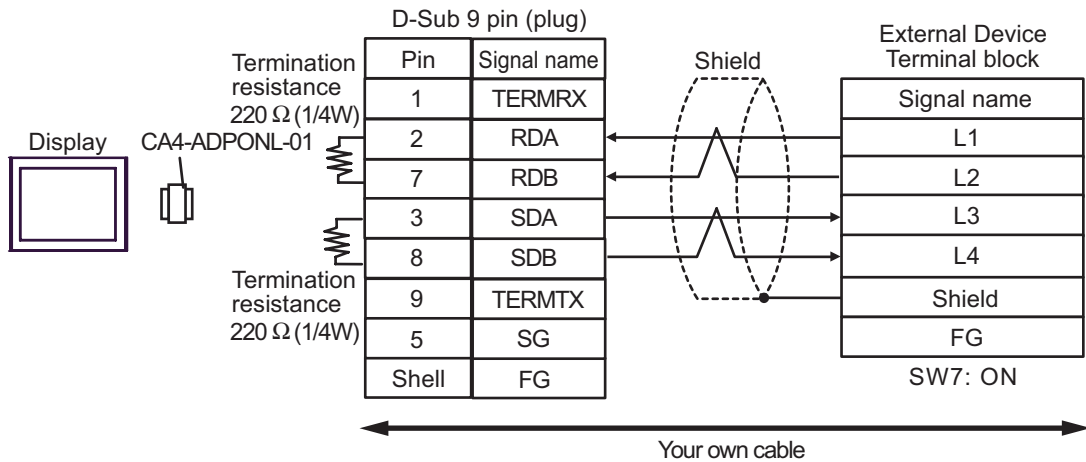 D-Sub 9 pin (plug)
External Device
Terminal block
Termination
resistance
220 Ω (1/4W)
Shield
Pin Signal name
Signal name
1 TERMRX
Display CA4-ADPONL-01
2 RDA L1
7 RDB L2
3 SDA L3
8 SDB L4
Termination
resistance
220 Ω (1/4W)
9 TERMTX Shield
5 SG FG
Shell FG
SW7: ON
Your own cable